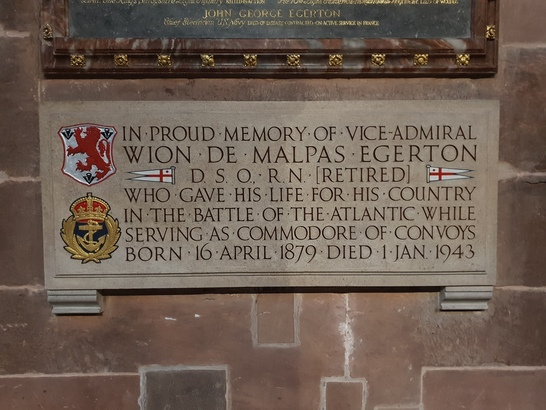 JOHN GEORGE EGERTON
IN·PROUD·MEMORY·OF·VICE-ADMIRAL
WION·DE·MALPAS·EGERTON
D.S.O.·R.N.[RETIRED]
WHO·GAVE·HIS·LIFE·FOR·HIS·COUNTRY
IN·THE·BATTLE·OF·THE·ATLANTIC·WHILE
SERVING·AS·COMMODORE·OF·CONVOYS
BORN·16·APRIL·1879·DIED·1·JAN·1943